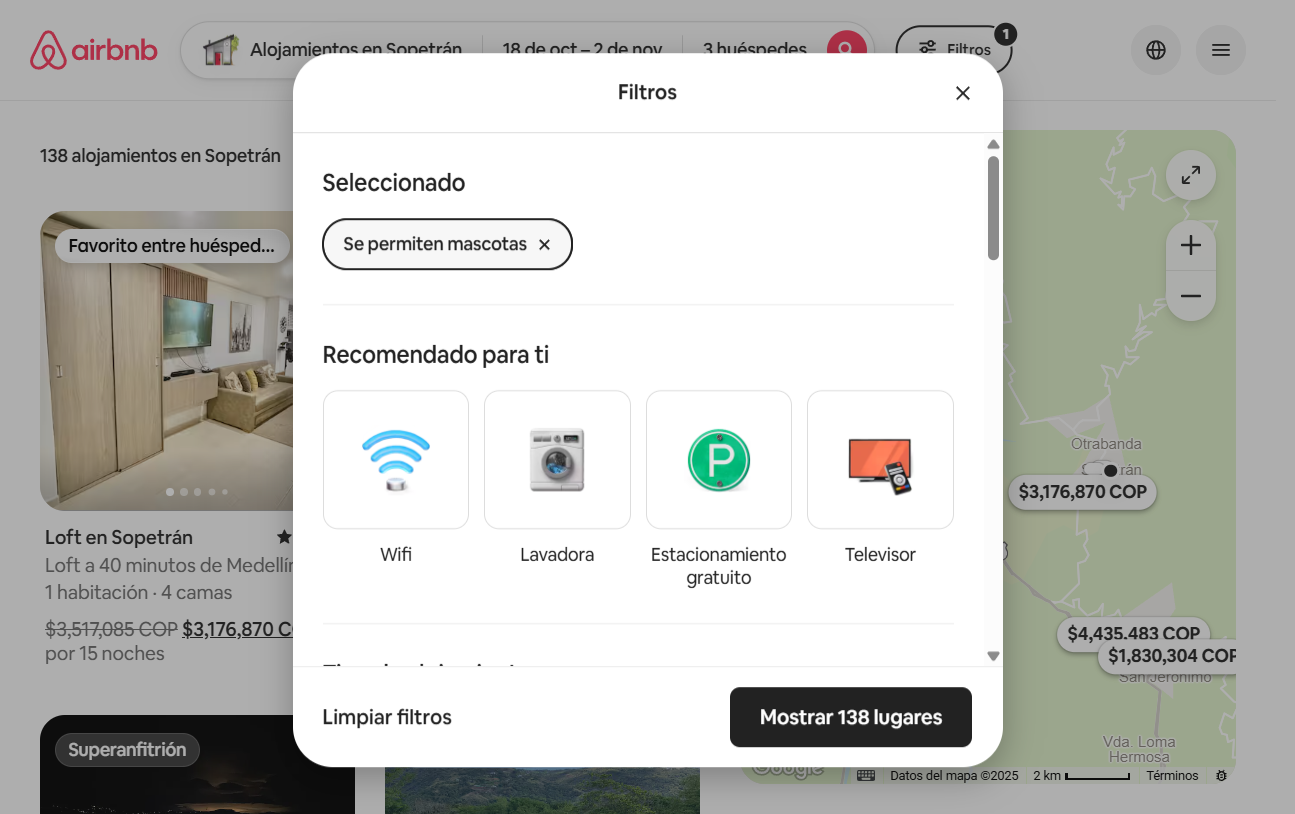 airbnb
Alojamientos en Sopetrán
18 de oct – 2 de nov
3 huéspedes
Filtros
1
138 alojamientos en Sopetrán
Favorito entre huésped...
Loft en Sopetrán
Loft a 40 minutos de Medellín
1 habitación · 4 camas
$3,517,085 COP $3,176,870 C
por 15 noches
Superanfitrión
Filtros
Seleccionado
Se permiten mascotas
Recomendado para ti
Wifi
Lavadora
Estacionamiento
gratuito
Televisor
Limpiar filtros
Mostrar 138 lugares
Otrabanda
$3,176,870 COP
$4,435,483 COP
$1,830,304 COP
San Jerónimo
Vda. Loma
Hermosa
Google
Datos del mapa ©2025
2 km
Términos